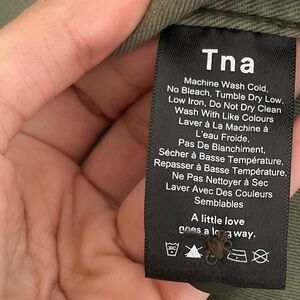 Tna
Machine Wash Cold,
No Bleach, Tumble Dry Low,
Low Iron, Do Not Dry Clean
Wash With Like Colours
Laver À La Machine à
L'eau Froide,
Pas De Blanchiment,
Sécher à Basse Température,
Repasser à Basse Température,
Ne Pas Nettoyer à Sec
Laver Avec Des Couleurs
Semblables
A little love
goes a long way.
30C